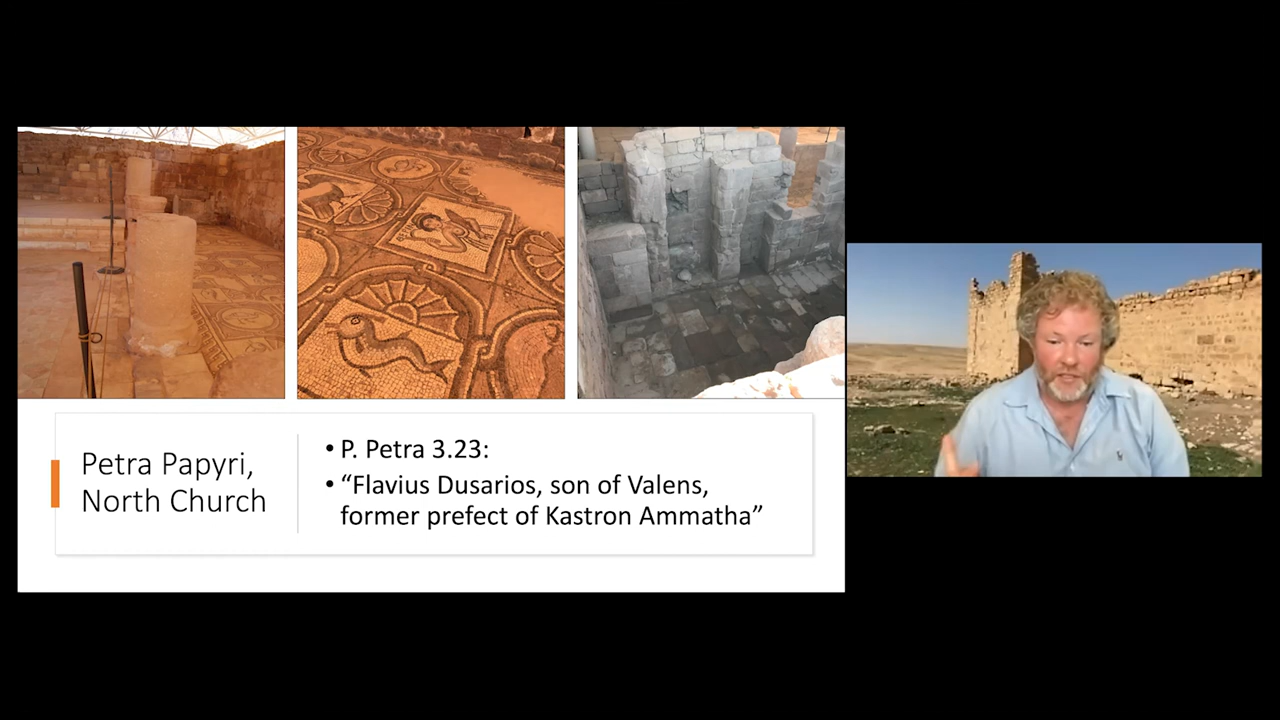 Petra Papyri,
North Church
• P. Petra 3.23:
• “Flavius Dusarios, son of Valens,
former prefect of Kastron Ammatha”